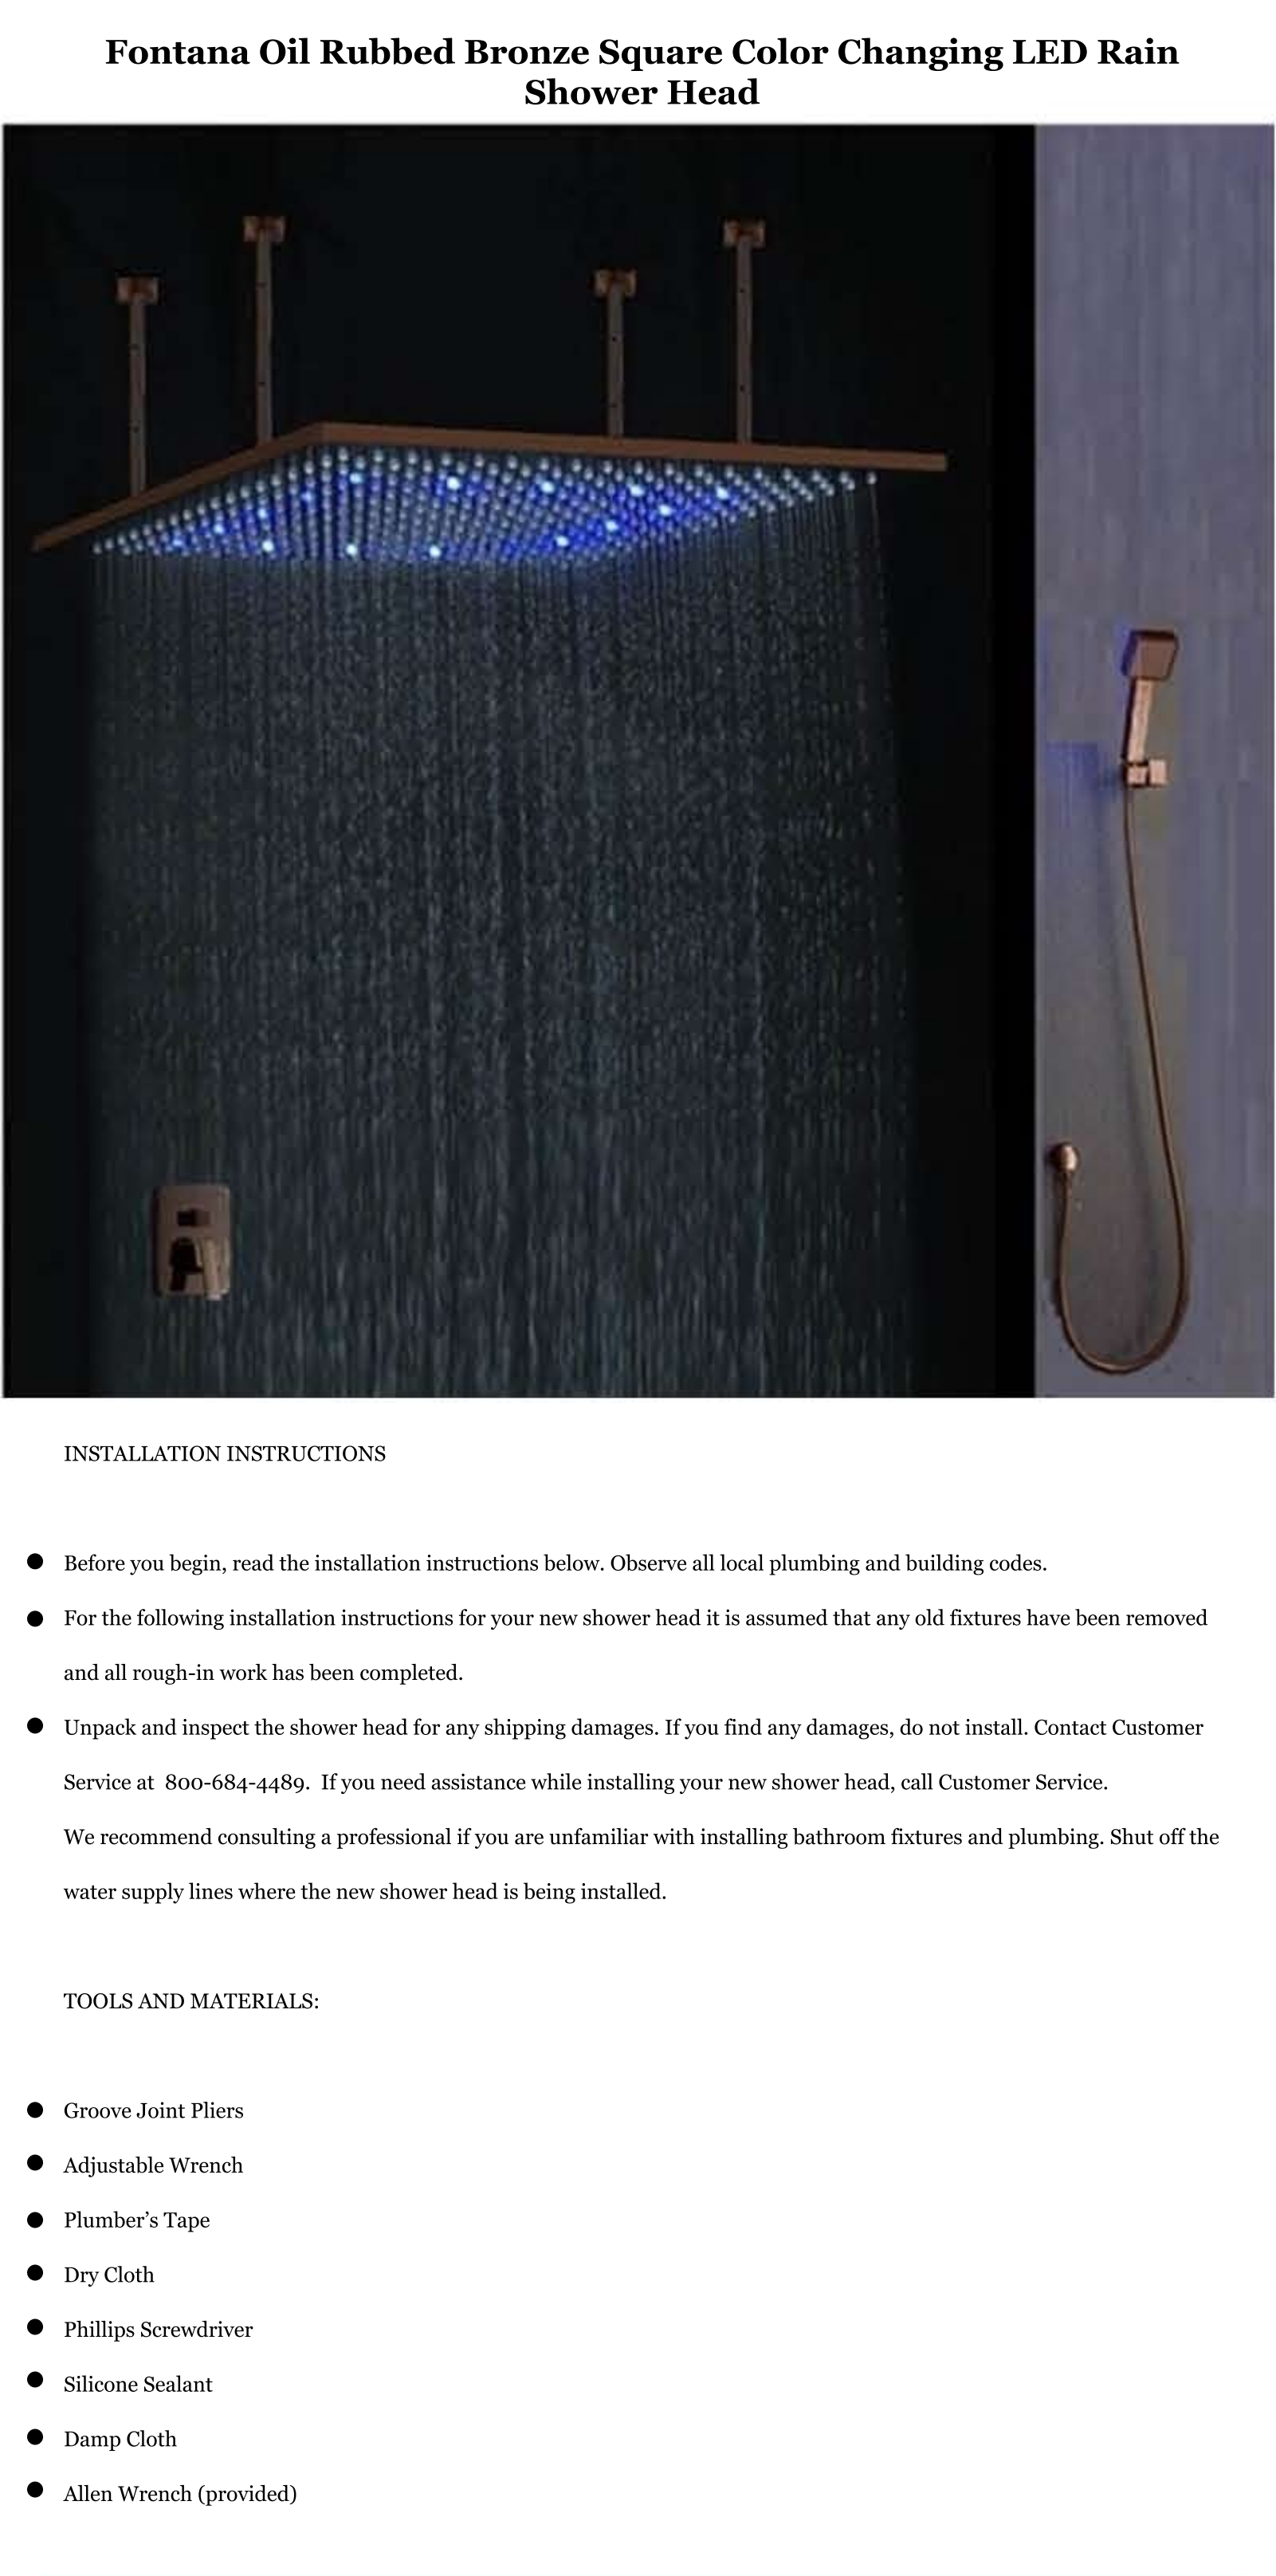 Fontana Oil Rubbed Bronze Square Color Changing LED Rain
Shower Head
INSTALLATION INSTRUCTIONS
● Before you begin, read the installation instructions below. Observe all local plumbing and building codes.
● For the following installation instructions for your new shower head it is assumed that any old fixtures have been removed
and all rough-in work has been completed.
● Unpack and inspect the shower head for any shipping damages. If you find any damages, do not install. Contact Customer
Service at  800-684-4489.  If you need assistance while installing your new shower head, call Customer Service.
We recommend consulting a professional if you are unfamiliar with installing bathroom fixtures and plumbing. Shut off the
water supply lines where the new shower head is being installed.
TOOLS AND MATERIALS:
● Groove Joint Pliers
● Adjustable Wrench
● Plumber’s Tape
● Dry Cloth
● Phillips Screwdriver
● Silicone Sealant
● Damp Cloth
● Allen Wrench (provided)